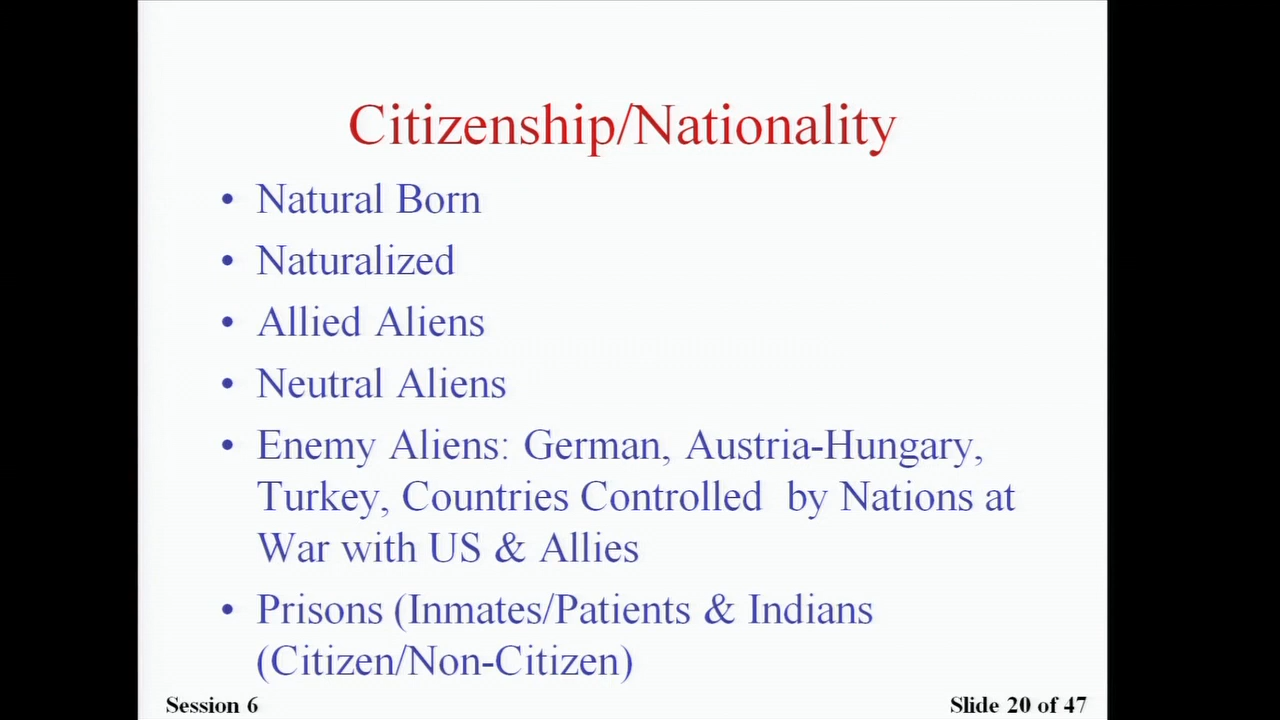 Citizenship/Nationality
• Natural Born
• Naturalized
• Allied Aliens
• Neutral Aliens
• Enemy Aliens: German, Austria-Hungary,
Turkey, Countries Controlled by Nations at
War with US & Allies
• Prisons (Inmates/Patients & Indians
(Citizen/Non-Citizen)
Session 6
Slide 20 of 47